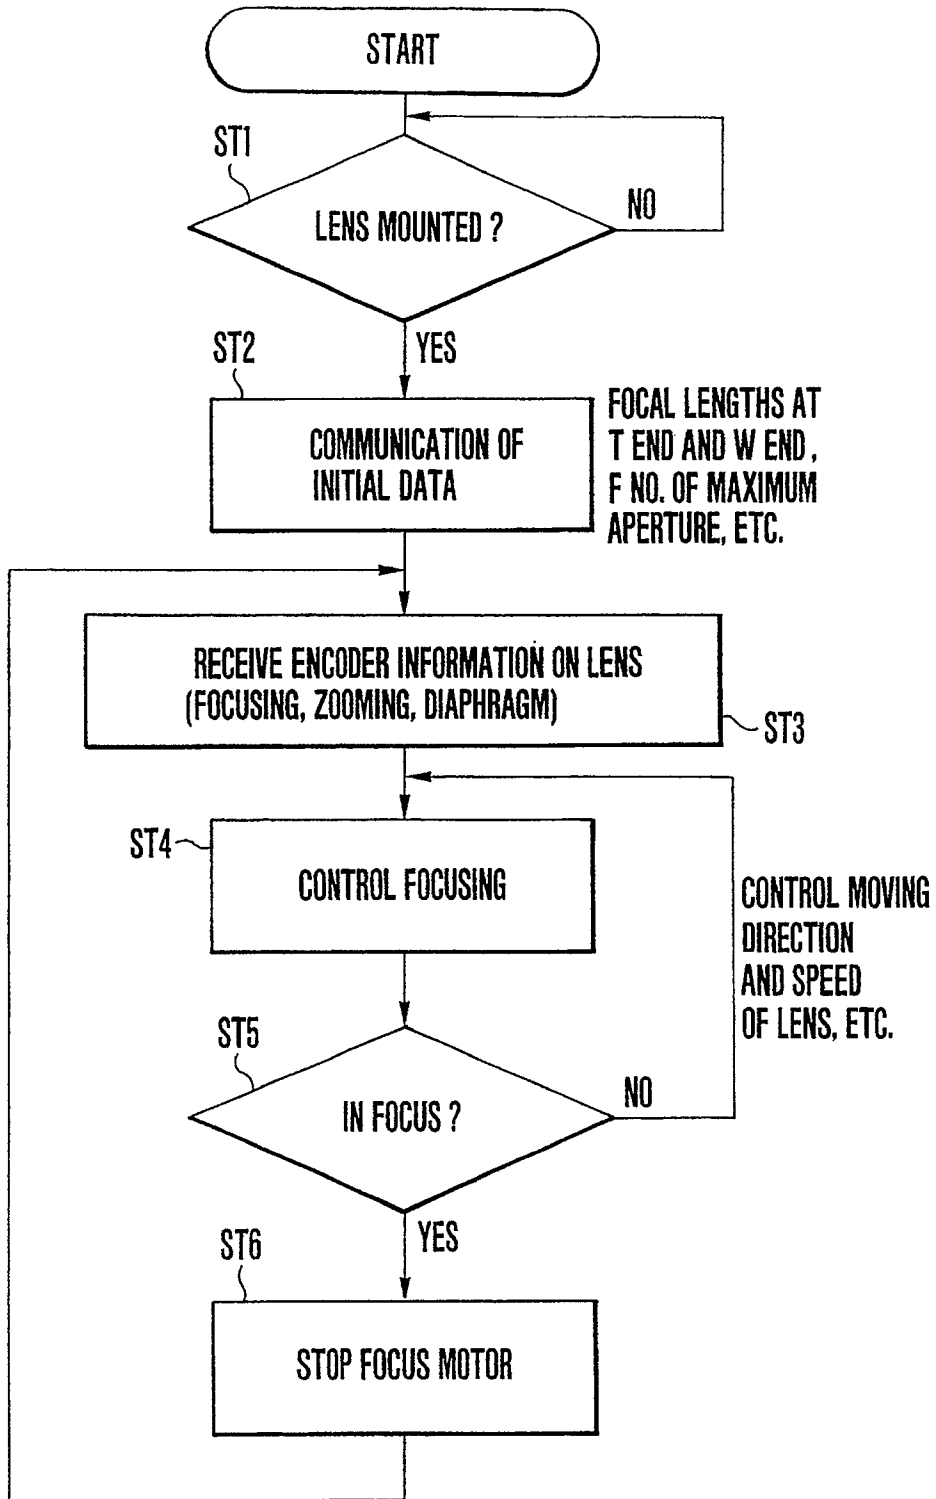 START
ST1
LENS MOUNTED ?
NO
YES
ST2
COMMUNICATION OF
INITIAL DATA
FOCAL LENGTHS AT
T END AND W END,
F NO. OF MAXIMUM
APERTURE, ETC.
RECEIVE ENCODER INFORMATION ON LENS
(FOCUSING, ZOOMING, DIAPHRAGM)
ST3
ST4
CONTROL FOCUSING
CONTROL MOVING
DIRECTION
AND SPEED
OF LENS, ETC.
ST5
IN FOCUS ?
NO
YES
ST6
STOP FOCUS MOTOR